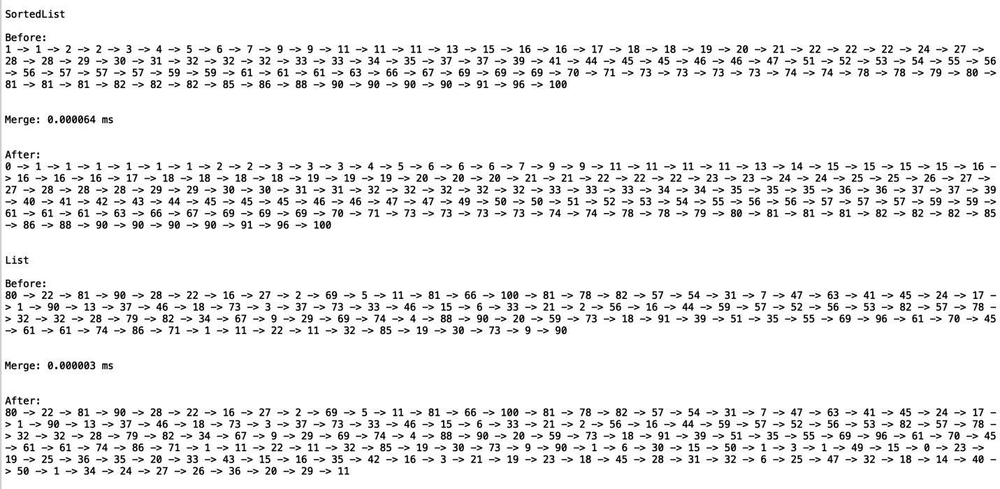 SortedList
Before:
1 -> 1 -> 2 -> 2 -> 3 -> 4 -> 5 -> 6 -> 7 -> 9 -> 9 -> 11 -> 11 -> 11 -> 13 -> 15 -> 16 -> 16 -> 17 -> 18 -> 18 -> 19 -> 20 -> 21 -> 22 -> 22 -> 22 -> 24 -> 27 ->
28 -> 28 -> 29 -> 30 -> 31 -> 32 -> 32 -> 32 -> 33 -> 33 -> 34 -> 35 -> 37 -> 37 -> 39 -> 41 -> 44 -> 45 -> 45 -> 46 -> 46 -> 47 -> 51 -> 52 -> 53 -> 54 -> 55 -> 56
-> 56 -> 57 -> 57 -> 57 -> 59 -> 59 -> 61 -> 61 -> 61 -> 63 -> 66 -> 67 -> 69 -> 69 -> 69 -> 70 -> 71 -> 73 -> 73 -> 73 -> 73 -> 74 -> 74 -> 78 -> 78 -> 79 -> 80 ->
81 -> 81 -> 81 -> 82 -> 82 -> 82 -> 85 -> 86 -> 88 -> 90 -> 90 -> 90 -> 90 -> 91 -> 96 -> 100
Merge: 0.000064 ms
After:
0 -> 1 -> 1 -> 1 -> 1 -> 1 -> 1 -> 2 -> 2 -> 3 -> 3 -> 3 -> 4 -> 5 -> 6 -> 6 -> 6 -> 7 -> 9 -> 9 -> 11 -> 11 -> 11 -> 11 -> 13 -> 14 -> 15 -> 15 -> 15 -> 15 -> 16 -
> 16 -> 16 -> 16 -> 17 -> 18 -> 18 -> 18 -> 18 -> 19 -> 19 -> 19 -> 20 -> 20 -> 20 -> 21 -> 21 -> 22 -> 22 -> 22 -> 23 -> 23 -> 24 -> 24 -> 25 -> 25 -> 26 -> 27 ->
27 -> 28 -> 28 -> 28 -> 29 -> 29 -> 30 -> 30 -> 31 -> 31 -> 32 -> 32 -> 32 -> 32 -> 32 -> 33 -> 33 -> 33 -> 34 -> 34 -> 35 -> 35 -> 35 -> 36 -> 36 -> 37 -> 37 -> 39
-> 40 -> 41 -> 42 -> 43 -> 44 -> 45 -> 45 -> 45 -> 46 -> 46 -> 47 -> 47 -> 49 -> 50 -> 50 -> 51 -> 52 -> 53 -> 54 -> 55 -> 56 -> 56 -> 57 -> 57 -> 57 -> 59 -> 59 ->
61 -> 61 -> 61 -> 63 -> 66 -> 67 -> 69 -> 69 -> 69 -> 70 -> 71 -> 73 -> 73 -> 73 -> 73 -> 74 -> 74 -> 78 -> 78 -> 79 -> 80 -> 81 -> 81 -> 81 -> 82 -> 82 -> 82 -> 85
-> 86 -> 88 -> 90 -> 90 -> 90 -> 90 -> 91 -> 96 -> 100
List
Before:
80 -> 22 -> 81 -> 90 -> 28 -> 22 -> 16 -> 27 -> 2 -> 69 -> 5 -> 11 -> 81 -> 66 -> 100 -> 81 -> 78 -> 82 -> 57 -> 54 -> 31 -> 7 -> 47 -> 63 -> 41 -> 45 -> 24 -> 17 -
> 1 -> 90 -> 13 -> 37 -> 46 -> 18 -> 73 -> 3 -> 37 -> 73 -> 33 -> 46 -> 15 -> 6 -> 33 -> 21 -> 2 -> 56 -> 16 -> 44 -> 59 -> 57 -> 52 -> 56 -> 53 -> 82 -> 57 -> 78 -
> 32 -> 32 -> 28 -> 79 -> 82 -> 34 -> 67 -> 9 -> 29 -> 69 -> 74 -> 4 -> 88 -> 90 -> 20 -> 59 -> 73 -> 18 -> 91 -> 39 -> 51 -> 35 -> 55 -> 69 -> 96 -> 61 -> 70 -> 45
-> 61 -> 61 -> 74 -> 86 -> 71 -> 1 -> 11 -> 22 -> 11 -> 32 -> 85 -> 19 -> 30 -> 73 -> 9 -> 90
Merge: 0.000003 ms
After:
80 -> 22 -> 81 -> 90 -> 28 -> 22 -> 16 -> 27 -> 2 -> 69 -> 5 -> 11 -> 81 -> 66 -> 100 -> 81 -> 78 -> 82 -> 57 -> 54 -> 31 -> 7 -> 47 -> 63 -> 41 -> 45 -> 24 -> 17 -
> 1 -> 90 -> 13 -> 37 -> 46 -> 18 -> 73 -> 3 -> 37 -> 73 -> 33 -> 46 -> 15 -> 6 -> 33 -> 21 -> 2 -> 56 -> 16 -> 44 -> 59 -> 57 -> 52 -> 56 -> 53 -> 82 -> 57 -> 78 -
> 32 -> 32 -> 28 -> 79 -> 82 -> 34 -> 67 -> 9 -> 29 -> 69 -> 74 -> 4 -> 88 -> 90 -> 20 -> 59 -> 73 -> 18 -> 91 -> 39 -> 51 -> 35 -> 55 -> 69 -> 96 -> 61 -> 70 -> 45
-> 61 -> 61 -> 74 -> 86 -> 71 -> 1 -> 11 -> 22 -> 11 -> 32 -> 85 -> 19 -> 30 -> 73 -> 9 -> 90 -> 1 -> 6 -> 30 -> 15 -> 50 -> 1 -> 3 -> 1 -> 49 -> 15 -> 0 -> 23 ->
19 -> 25 -> 36 -> 35 -> 20 -> 33 -> 43 -> 15 -> 16 -> 35 -> 42 -> 16 -> 3 -> 21 -> 19 -> 23 -> 18 -> 45 -> 28 -> 31 -> 32 -> 6 -> 25 -> 47 -> 32 -> 18 -> 14 -> 40 -
> 50 -> 1 -> 34 -> 24 -> 27 -> 26 -> 36 -> 20 -> 29 -> 11